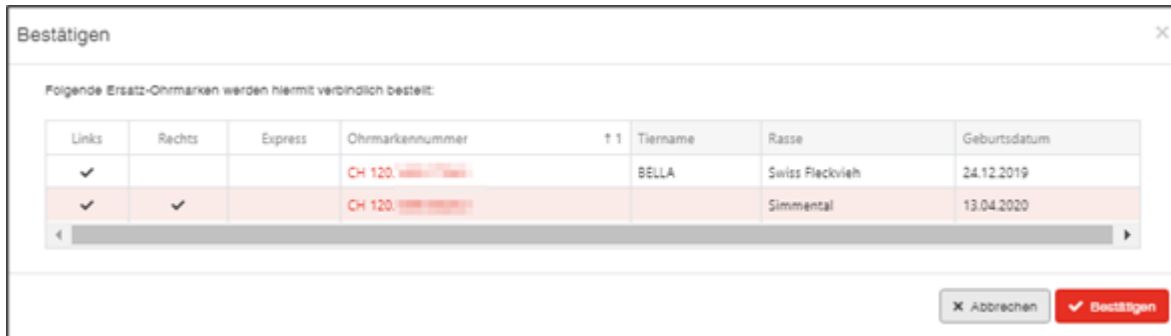 Bestätigen ×
Folgende Ersatz-Ohrmarken werden hiermit verbindlich bestellt:
Links Rechts Express Ohrmarkennummer ↑ 1 Tiername Rasse Geburtsdatum
✔ CH 120. BELLA Swiss Fleckvieh 24.12.2019
✔ ✔ CH 120. Simmental 13.04.2020
✖ Abbrechen ✔ Bestätigen